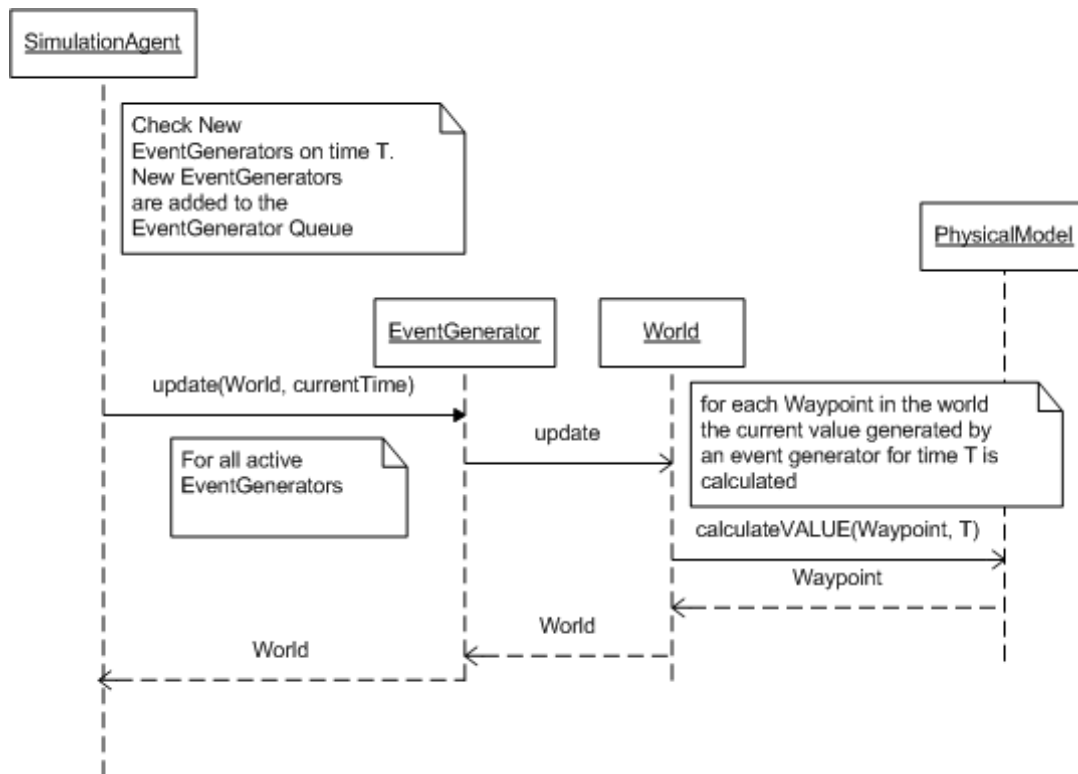 SimulationAgent
Check New
EventGenerators on time T.
New EventGenerators
are added to the
EventGenerator Queue
PhysicalModel
EventGenerator
World
update(World, currentTime)
for each Waypoint in the world
the current value generated by
an event generator for time T is
calculated
update
For all active
EventGenerators
calculateVALUE(Waypoint, T)
Waypoint
World
World